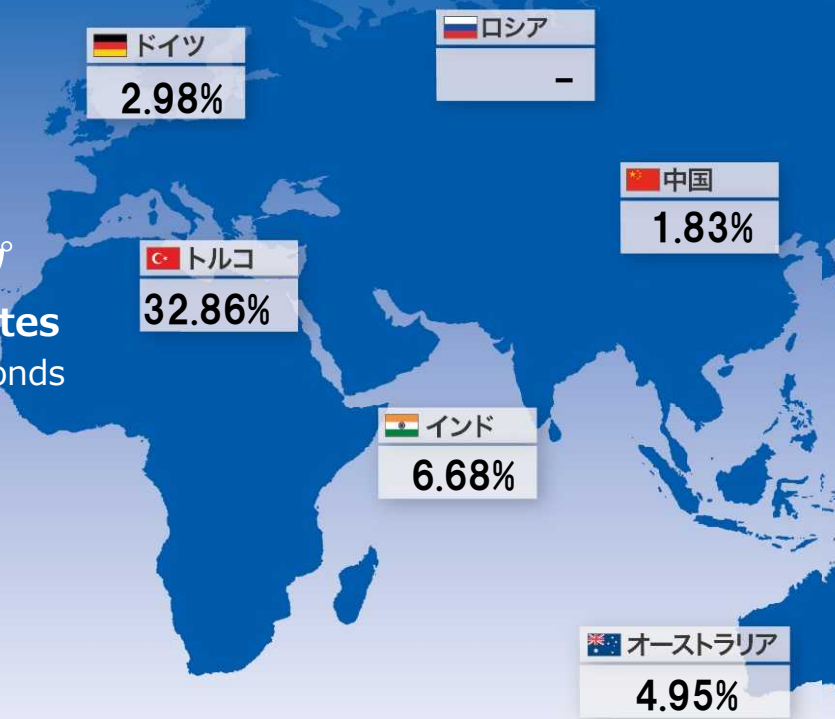 ドイツ
2.98%
ロシア
-
中国
1.83%
トルコ
32.86%
tes
onds
インド
6.68%
オーストラリア
4.95%